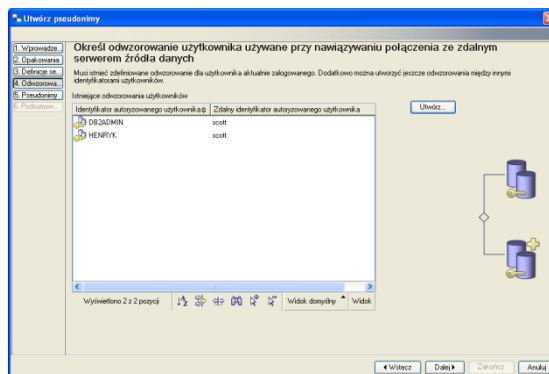 Utwórz pseudonimy
1. Wprowadze...
2. Opakowania
3. Definicje se...
4. Odwzorowa...
5. Pseudonimy
6. Podsumow...
Określ odwzorowanie użytkownika używane przy nawiązywaniu połączenia ze zdalnym serwerem źródła danych
Musi istnieć zdefiniowane odwzorowanie dla użytkownika aktualnie zalogowanego. Dodatkowo można utworzyć jeszcze odwzorowania między innymi
identyfikatorami użytkowników.
Istniejące odwzorowania użytkowników
Identyfikator autoryzowanego użytkownika Zdalny identyfikator autoryzowanego użytkownika
DB2ADMIN scott
HENRYK scott
Utwórz...
Wyświetlono 2 z 2 pozycji Widok domyślny Widok
Wstecz Dalej Zakończ Anuluj